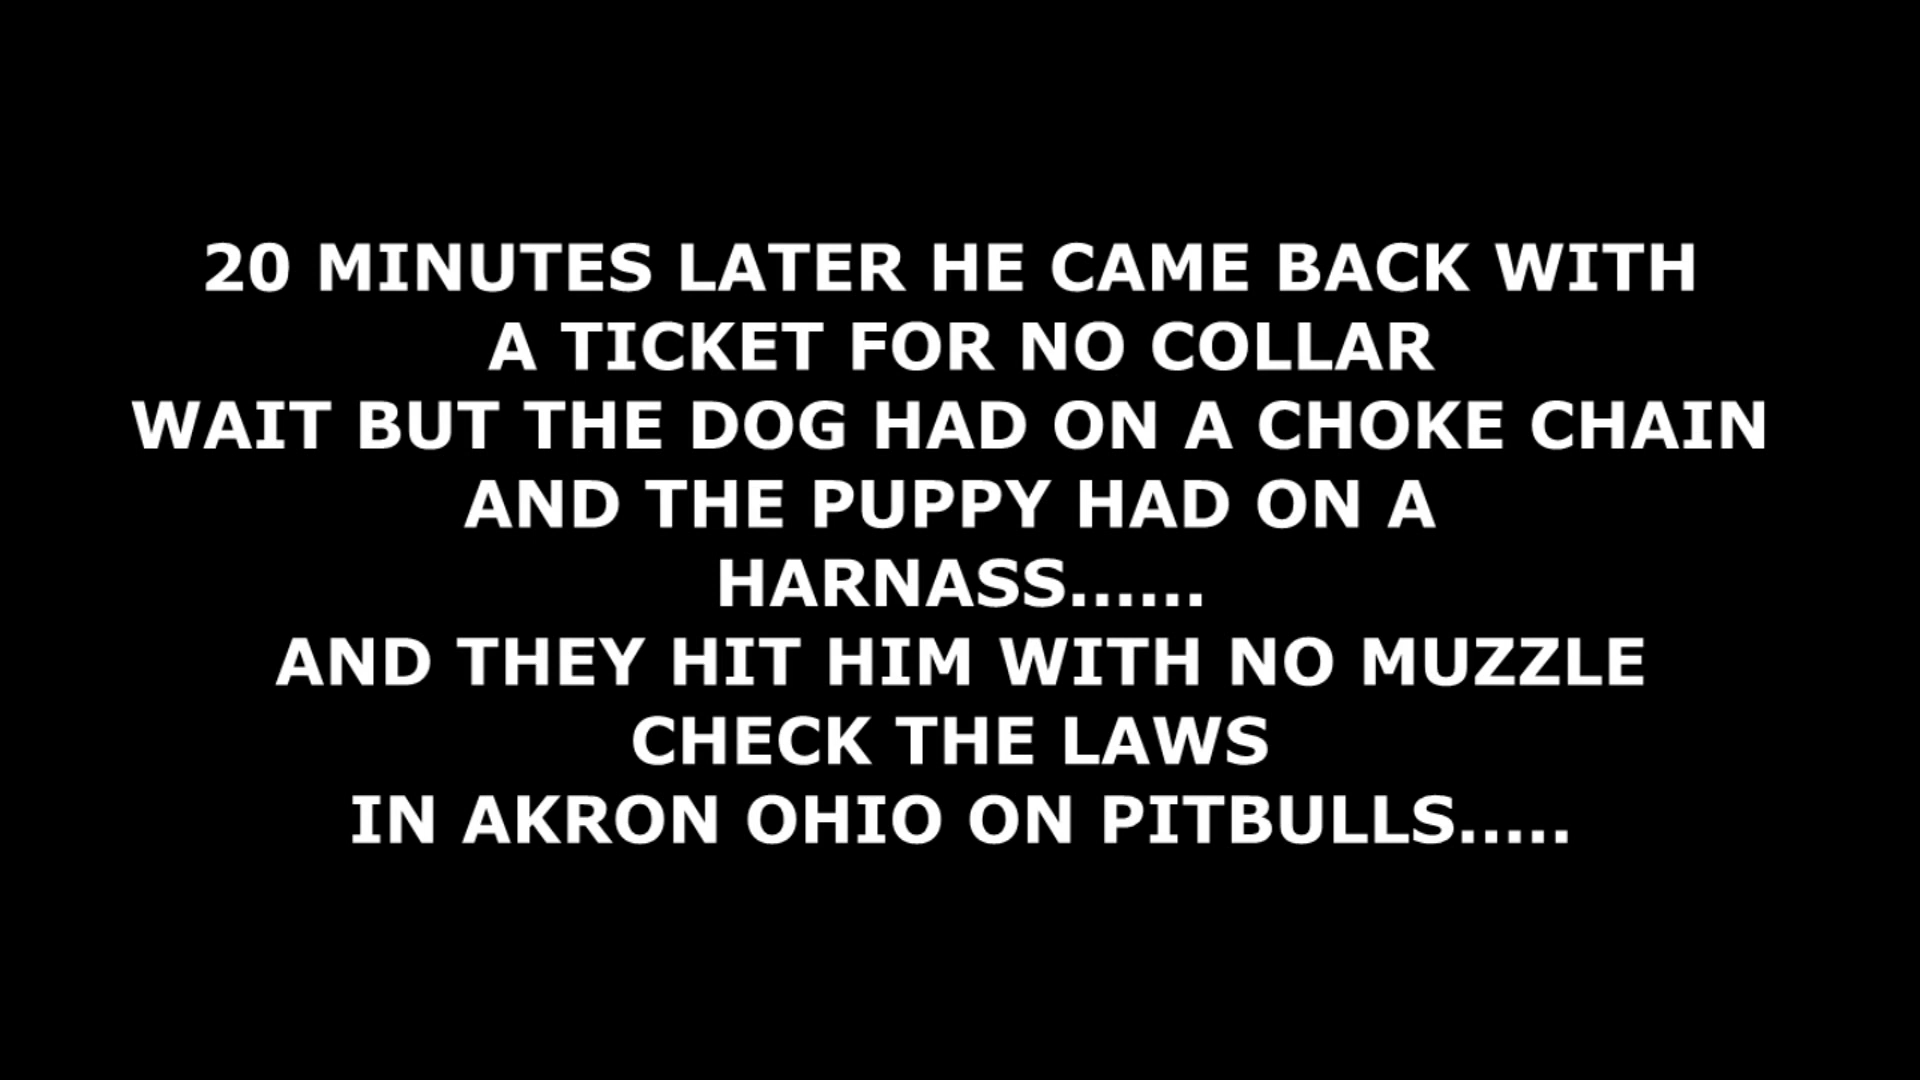 20 MINUTES LATER HE CAME BACK WITH
A TICKET FOR NO COLLAR
WAIT BUT THE DOG HAD ON A CHOKE CHAIN
AND THE PUPPY HAD ON A
HARNASS......
AND THEY HIT HIM WITH NO MUZZLE
CHECK THE LAWS
IN AKRON OHIO ON PITBULLS.....